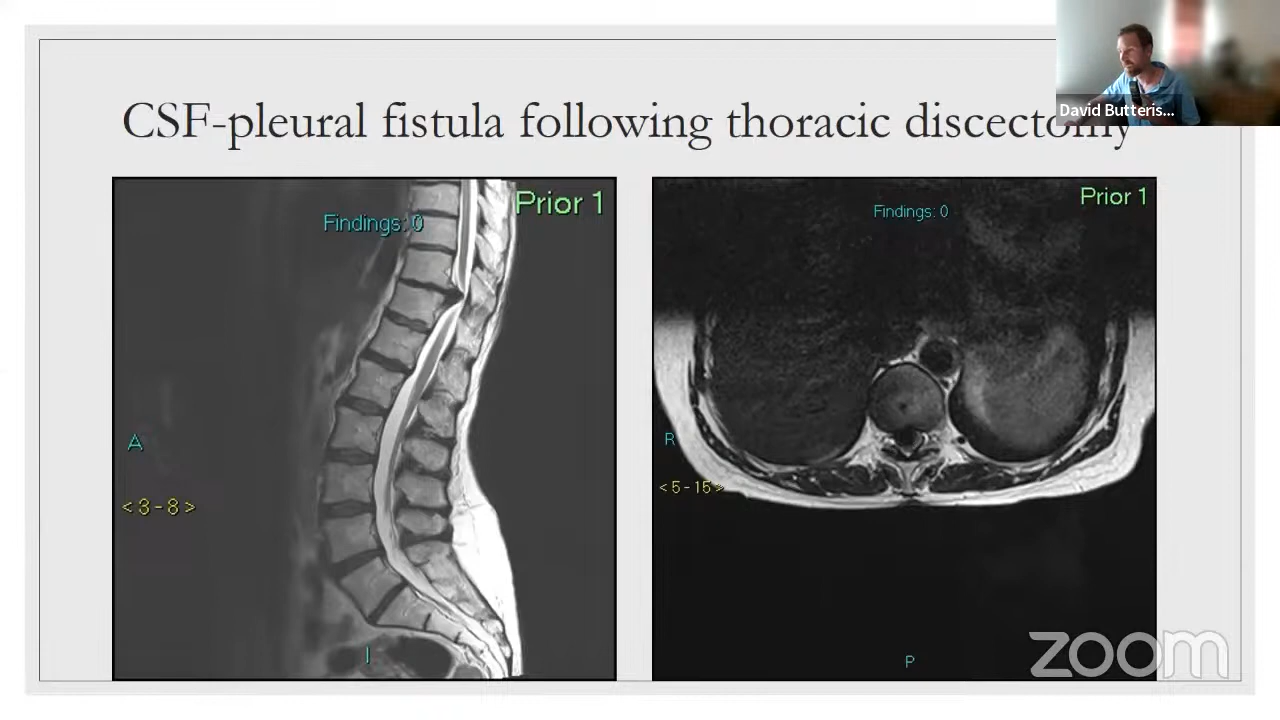 CSF-pleural fistula following thoracic discectomy
David Butteris...
Prior 1
Findings: 0
A
< 3 - 8 >
I
Prior 1
Findings: 0
R
< 5 - 15 >
P
zoom